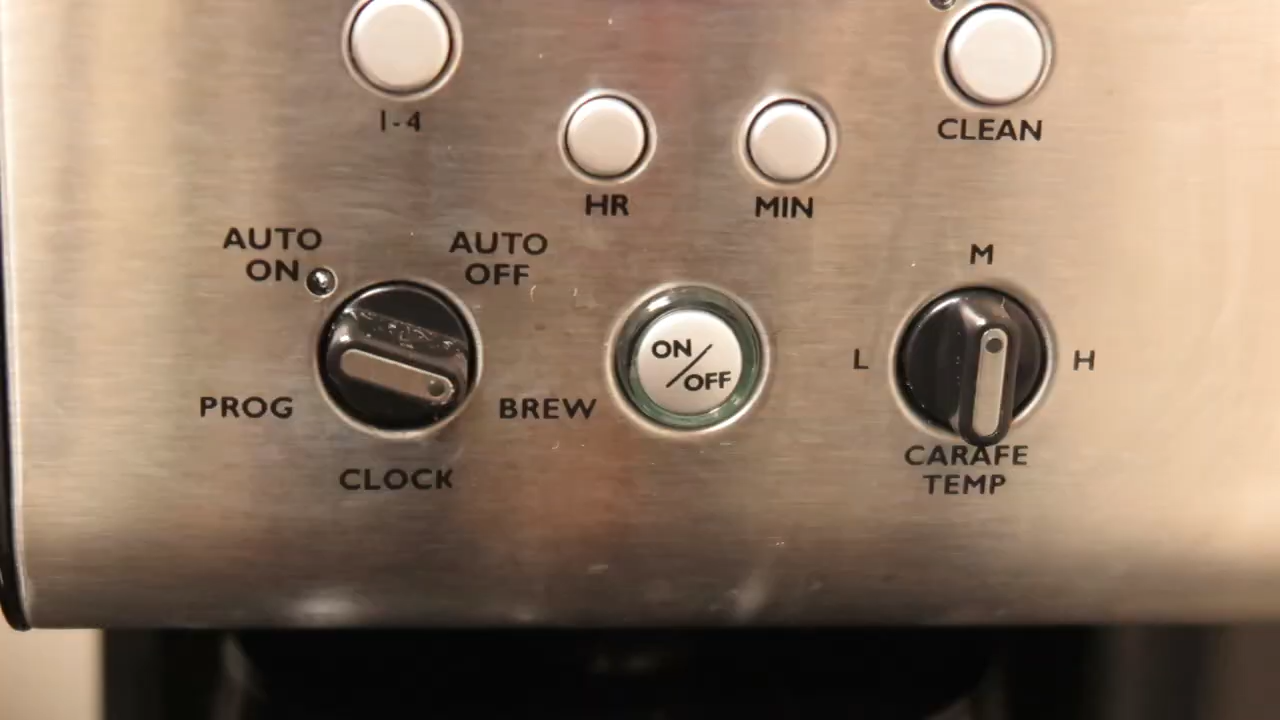 1-4
CLEAN
HR
MIN
AUTO
ON
AUTO
OFF
M
ON/OFF
L
H
PROG
BREW
CARAFE
TEMP
CLOCK